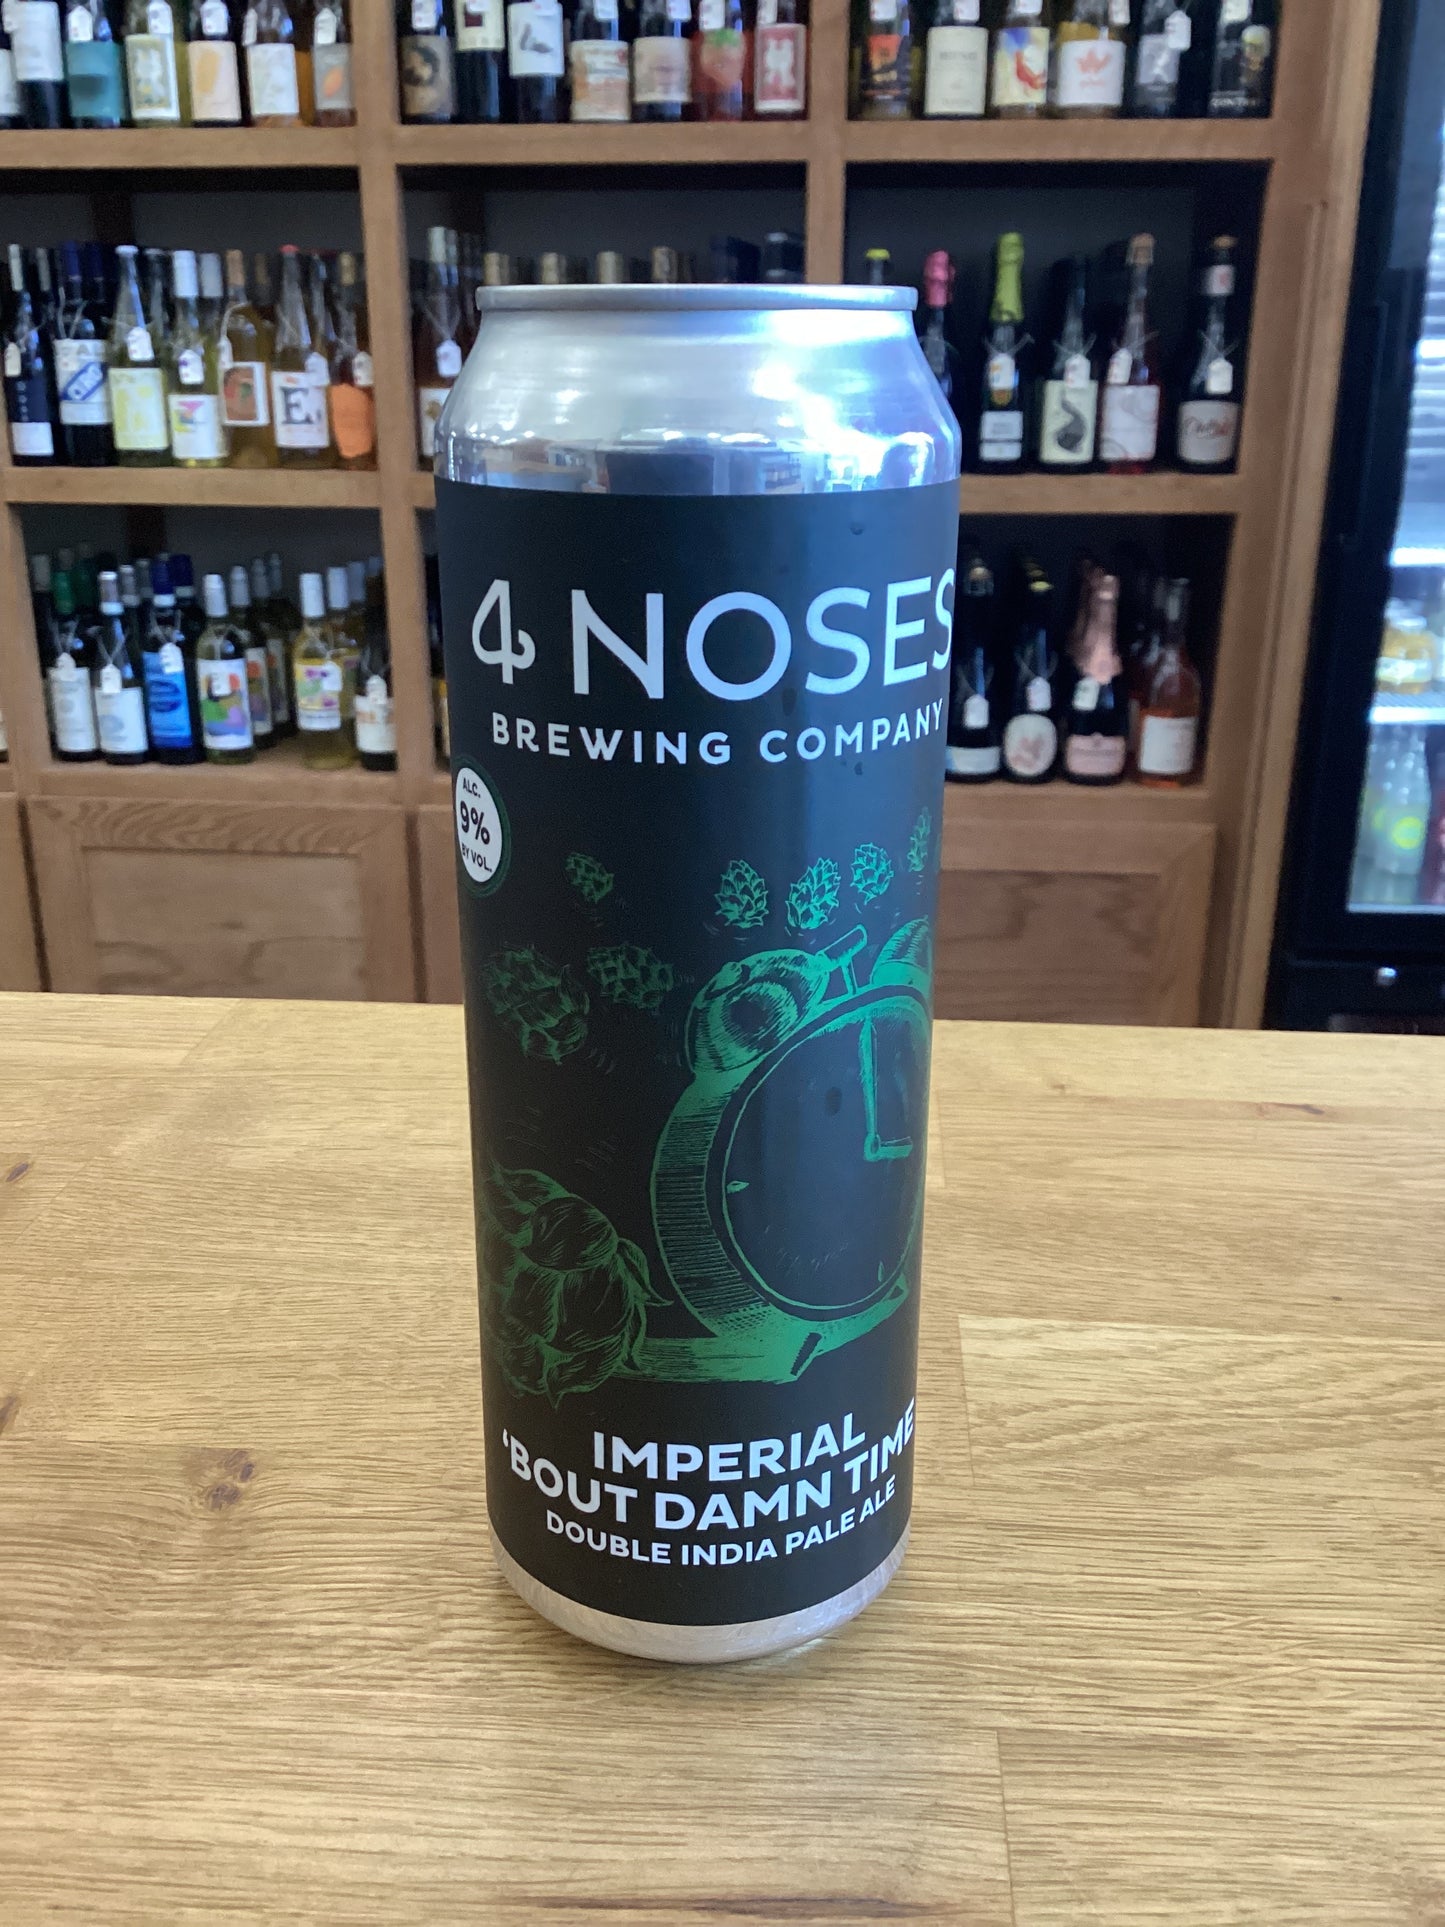 4 NOSES
BREWING COMPANY
ALC.
9%
BY VOL.
IMPERIAL
‘BOUT DAMN TIME
DOUBLE INDIA PALE ALE
E.